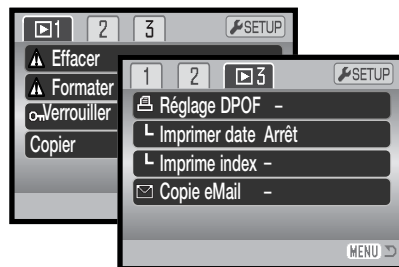 1 2 3 SETUP
Effacer
Formater
Verrouiller
Copier
1 2 3 SETUP
Réglage DPOF –
Imprimer date Arrêt
Imprime index –
Copie eMail –
MENU